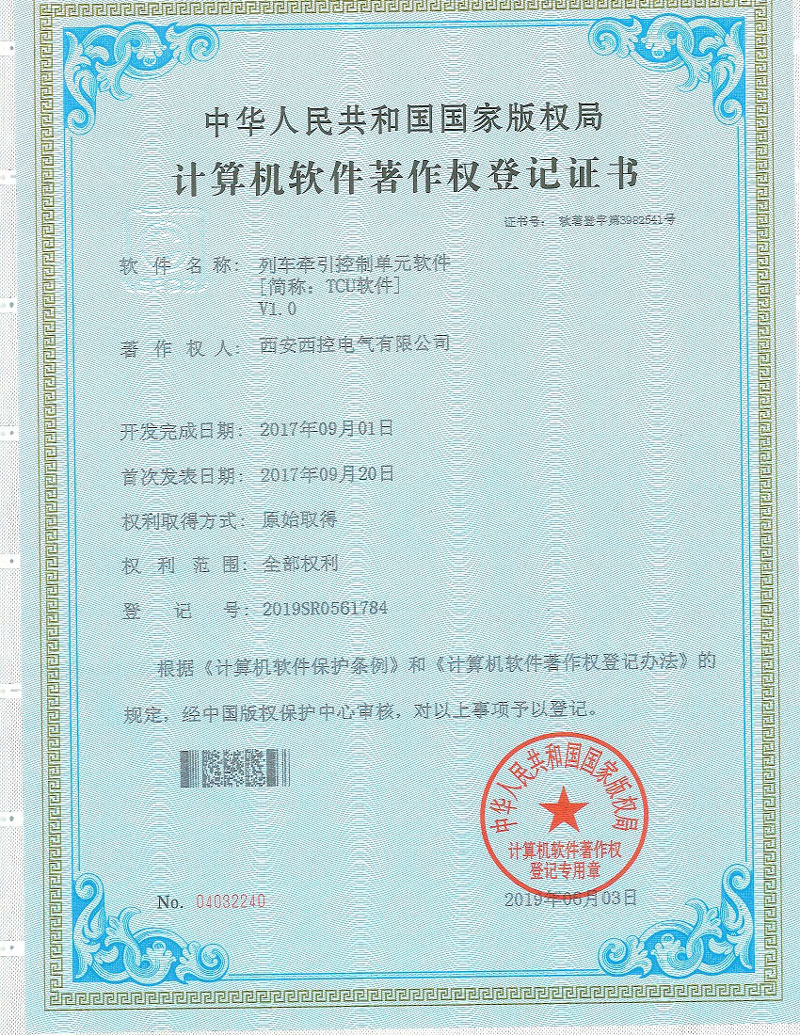 中华人民共和国国家版权局
计算机软件著作权登记证书
证书号： 软著登字第3982541号
软 件 名 称： 列车牵引控制单元软件
[简称：TCU软件]
V1.0
著 作 权 人： 西安西控电气有限公司
开发完成日期： 2017年09月01日
首次发表日期： 2017年09月20日
权利取得方式： 原始取得
权 利 范 围： 全部权利
登 记 号： 2019SR0561784
根据《计算机软件保护条例》和《计算机软件著作权登记办法》的
规定，经中国版权保护中心审核，对以上事项予以登记。
中华人民共和国国家版权局
计算机软件著作权
登记专用章
No. 04032240
2019年06月03日